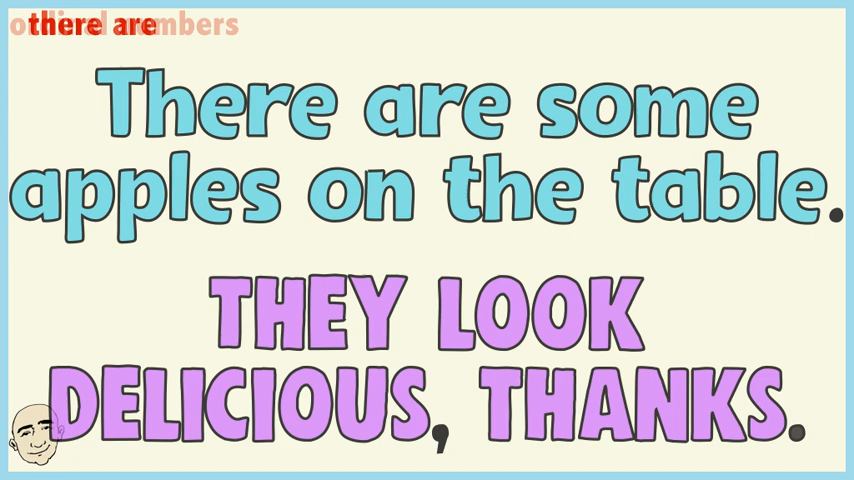 there are
There are some
apples on the table.
THEY LOOK
DELICIOUS, THANKS.